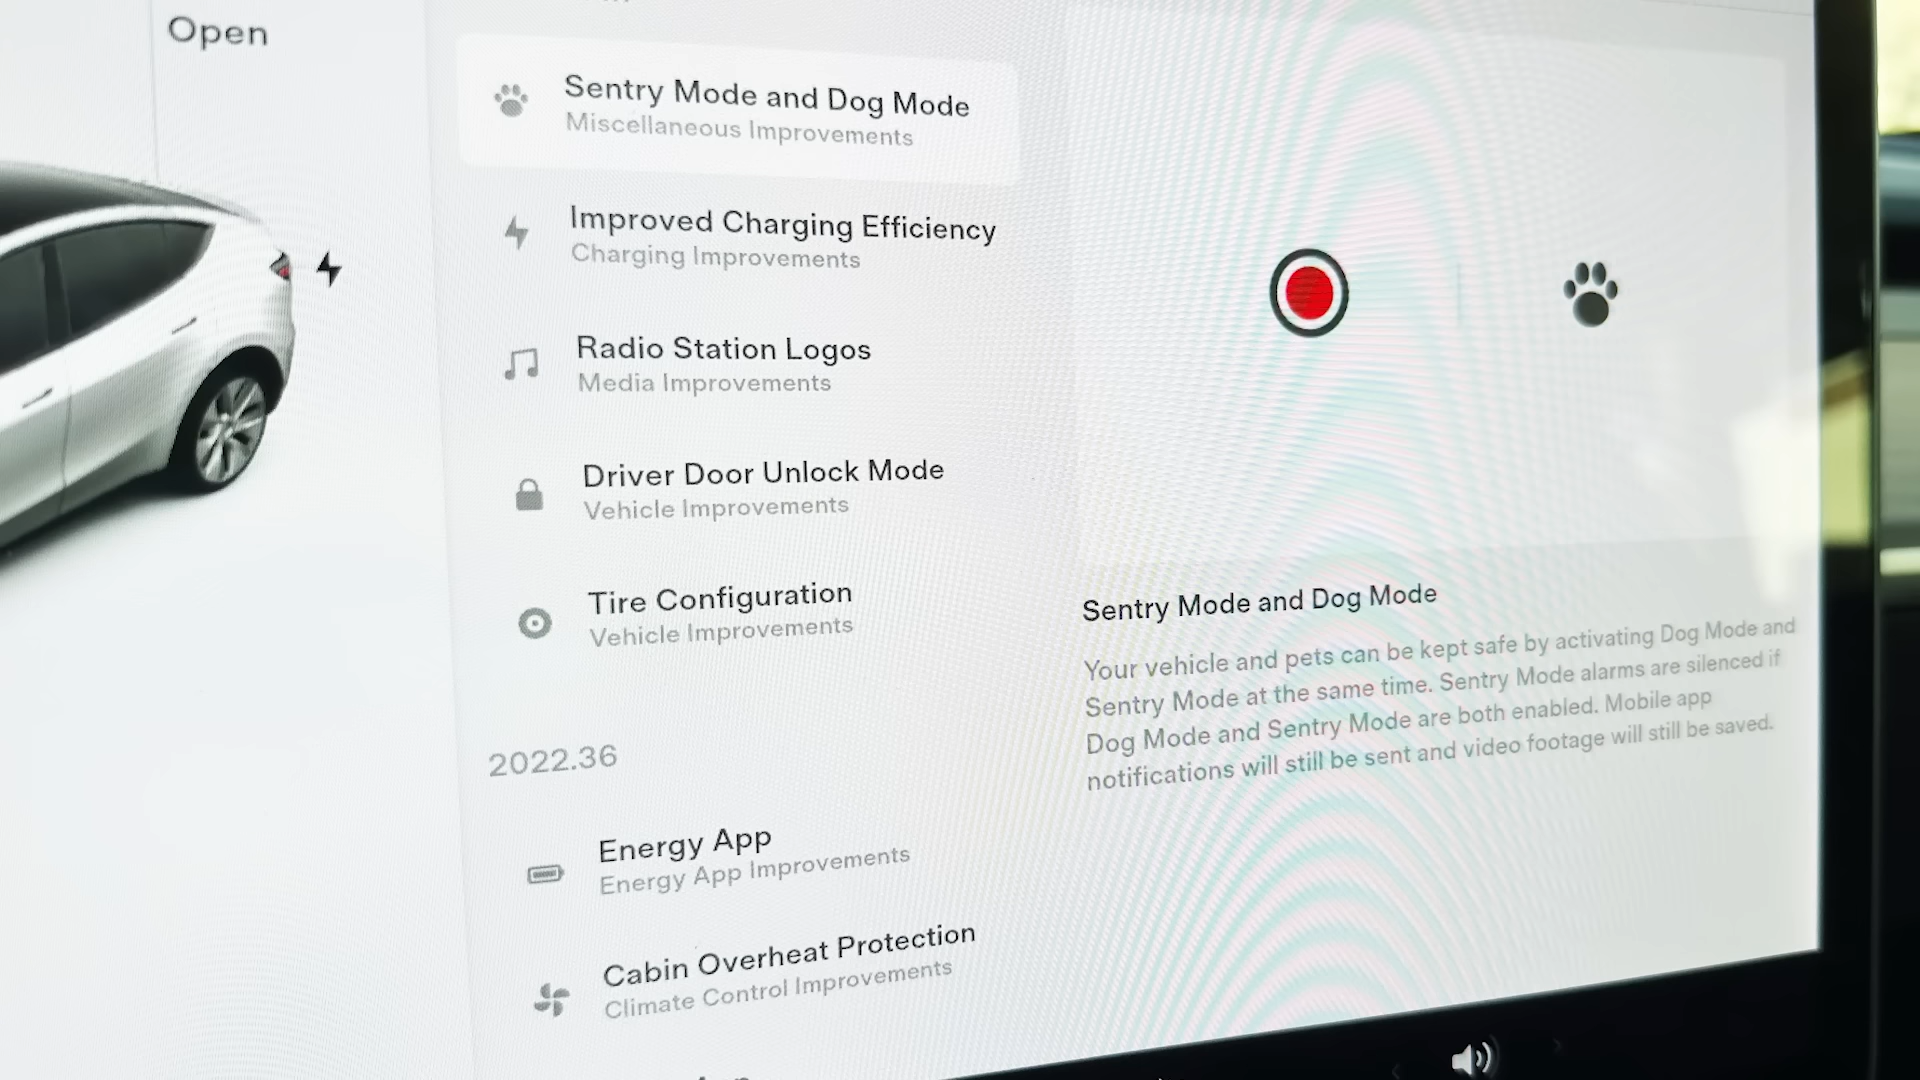 Open
Sentry Mode and Dog Mode
Miscellaneous Improvements
Improved Charging Efficiency
Charging Improvements
Radio Station Logos
Media Improvements
Driver Door Unlock Mode
Vehicle Improvements
Tire Configuration
Vehicle Improvements
2022.36
Energy App
Energy App Improvements
Cabin Overheat Protection
Climate Control Improvements
Sentry Mode and Dog Mode
Your vehicle and pets can be kept safe by activating Dog Mode and
Sentry Mode at the same time. Sentry Mode alarms are silenced if
Dog Mode and Sentry Mode are both enabled. Mobile app
notifications will still be sent and video footage will still be saved.